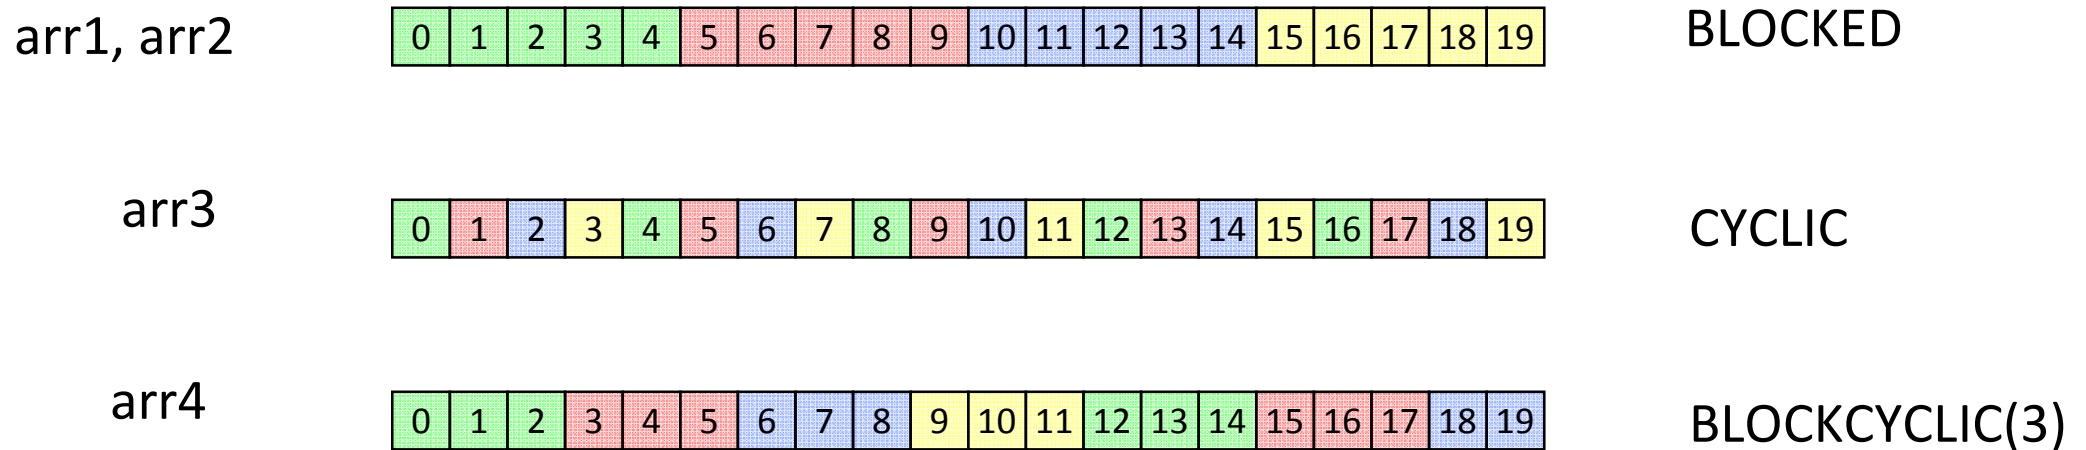 arr1, arr2 0 1 2 3 4 5 6 7 8 9 10 11 12 13 14 15 16 17 18 19 BLOCKED
arr3 0 1 2 3 4 5 6 7 8 9 10 11 12 13 14 15 16 17 18 19 CYCLIC
arr4 0 1 2 3 4 5 6 7 8 9 10 11 12 13 14 15 16 17 18 19 BLOCKCYCLIC(3)